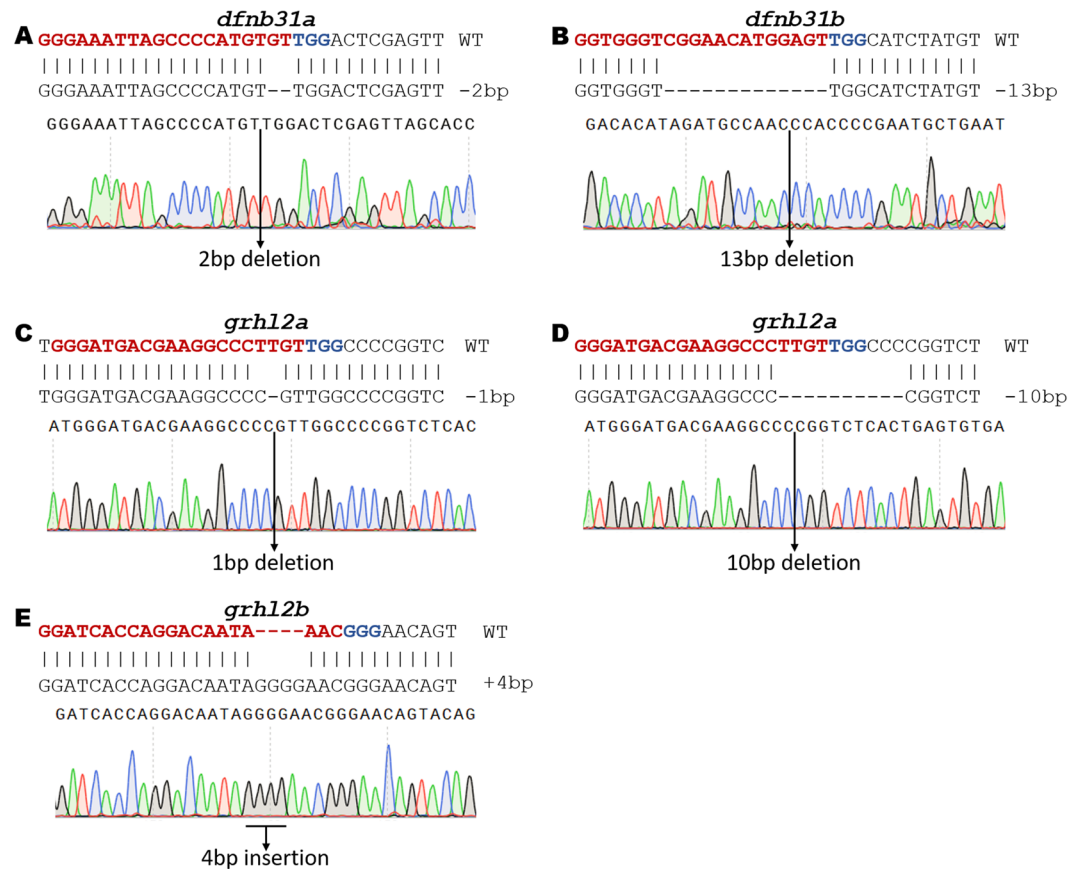 A
dfnb31a
GGGAAATTAGCCCCATGTGTTGGACTCGAGTT WT
GGGAAATTAGCCCCATGT--TGGACTCGAGTT -2bp
GGGAAATTAGCCCCATGTTGGACTCGAGTTAGCACC
2bp deletion
B
dfnb31b
GGTGGGTCGGAACATGGAGTTGGCATCTATGT WT
GGTGGGT-------------TGGCATCTATGT -13bp
GACACATAGATGCCAACCCACCCCGAATGCTGAAT
13bp deletion
C
grhl2a
TGGGATGACGAAGGCCCTTGTTGGCCCCGGTC WT
TGGGATGACGAAGGCCCC-GTTGGCCCCGGTC -1bp
ATGGGATGACGAAGGCCCCGTTGGCCCCGGTCTCAC
1bp deletion
D
grhl2a
GGGATGACGAAGGCCCTTGTTGGCCCCGGTCT WT
GGGATGACGAAGGCCC----------CGGTCT -10bp
ATGGGATGACGAAGGCCCCGGTCTCACTGAGTGTGA
10bp deletion
E
grhl2b
GGATCACCAGGACAATA----AACGGGAACAGT WT
GGATCACCAGGACAATAGGGGAACGGGAACAGT +4bp
GATCACCAGGACAATAGGGGAACGGGAACAGTACAG
4bp insertion